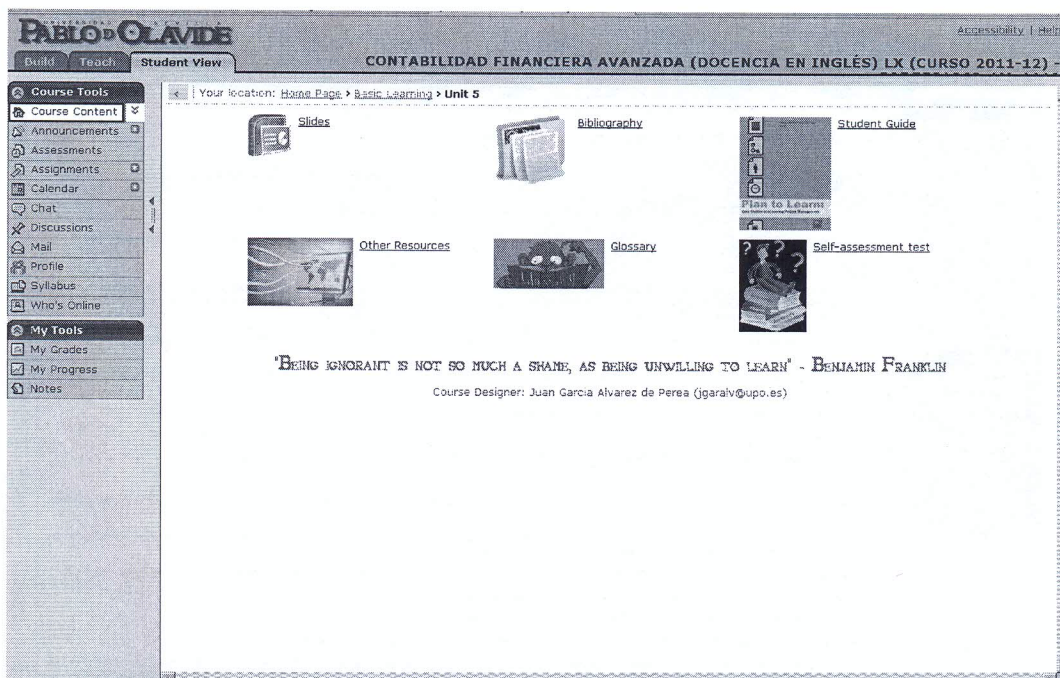 PABLO D OLAVIDE
Accessibility | Help
Build Teach Student View
CONTABILIDAD FINANCIERA AVANZADA (DOCENCIA EN INGLÉS) LX (CURSO 2011-12) -
Course Tools
Course Content
Announcements
Assessments
Assignments
Calendar
Chat
Discussions
Mail
Profile
Syllabus
Who's Online
My Tools
My Grades
My Progress
Notes
Your location: Home Page > Basic Learning > Unit 5
Slides
Bibliography
Student Guide
Plan to Learn:
Other Resources
Glossary
Self-assessment test
"BEING IGNORANT IS NOT SO MUCH A SHAME, AS BEING UNWILLING TO LEARN" - BENJAMIN FRANKLIN
Course Designer: Juan Garcia Alvarez de Perea (jgaralv@upo.es)